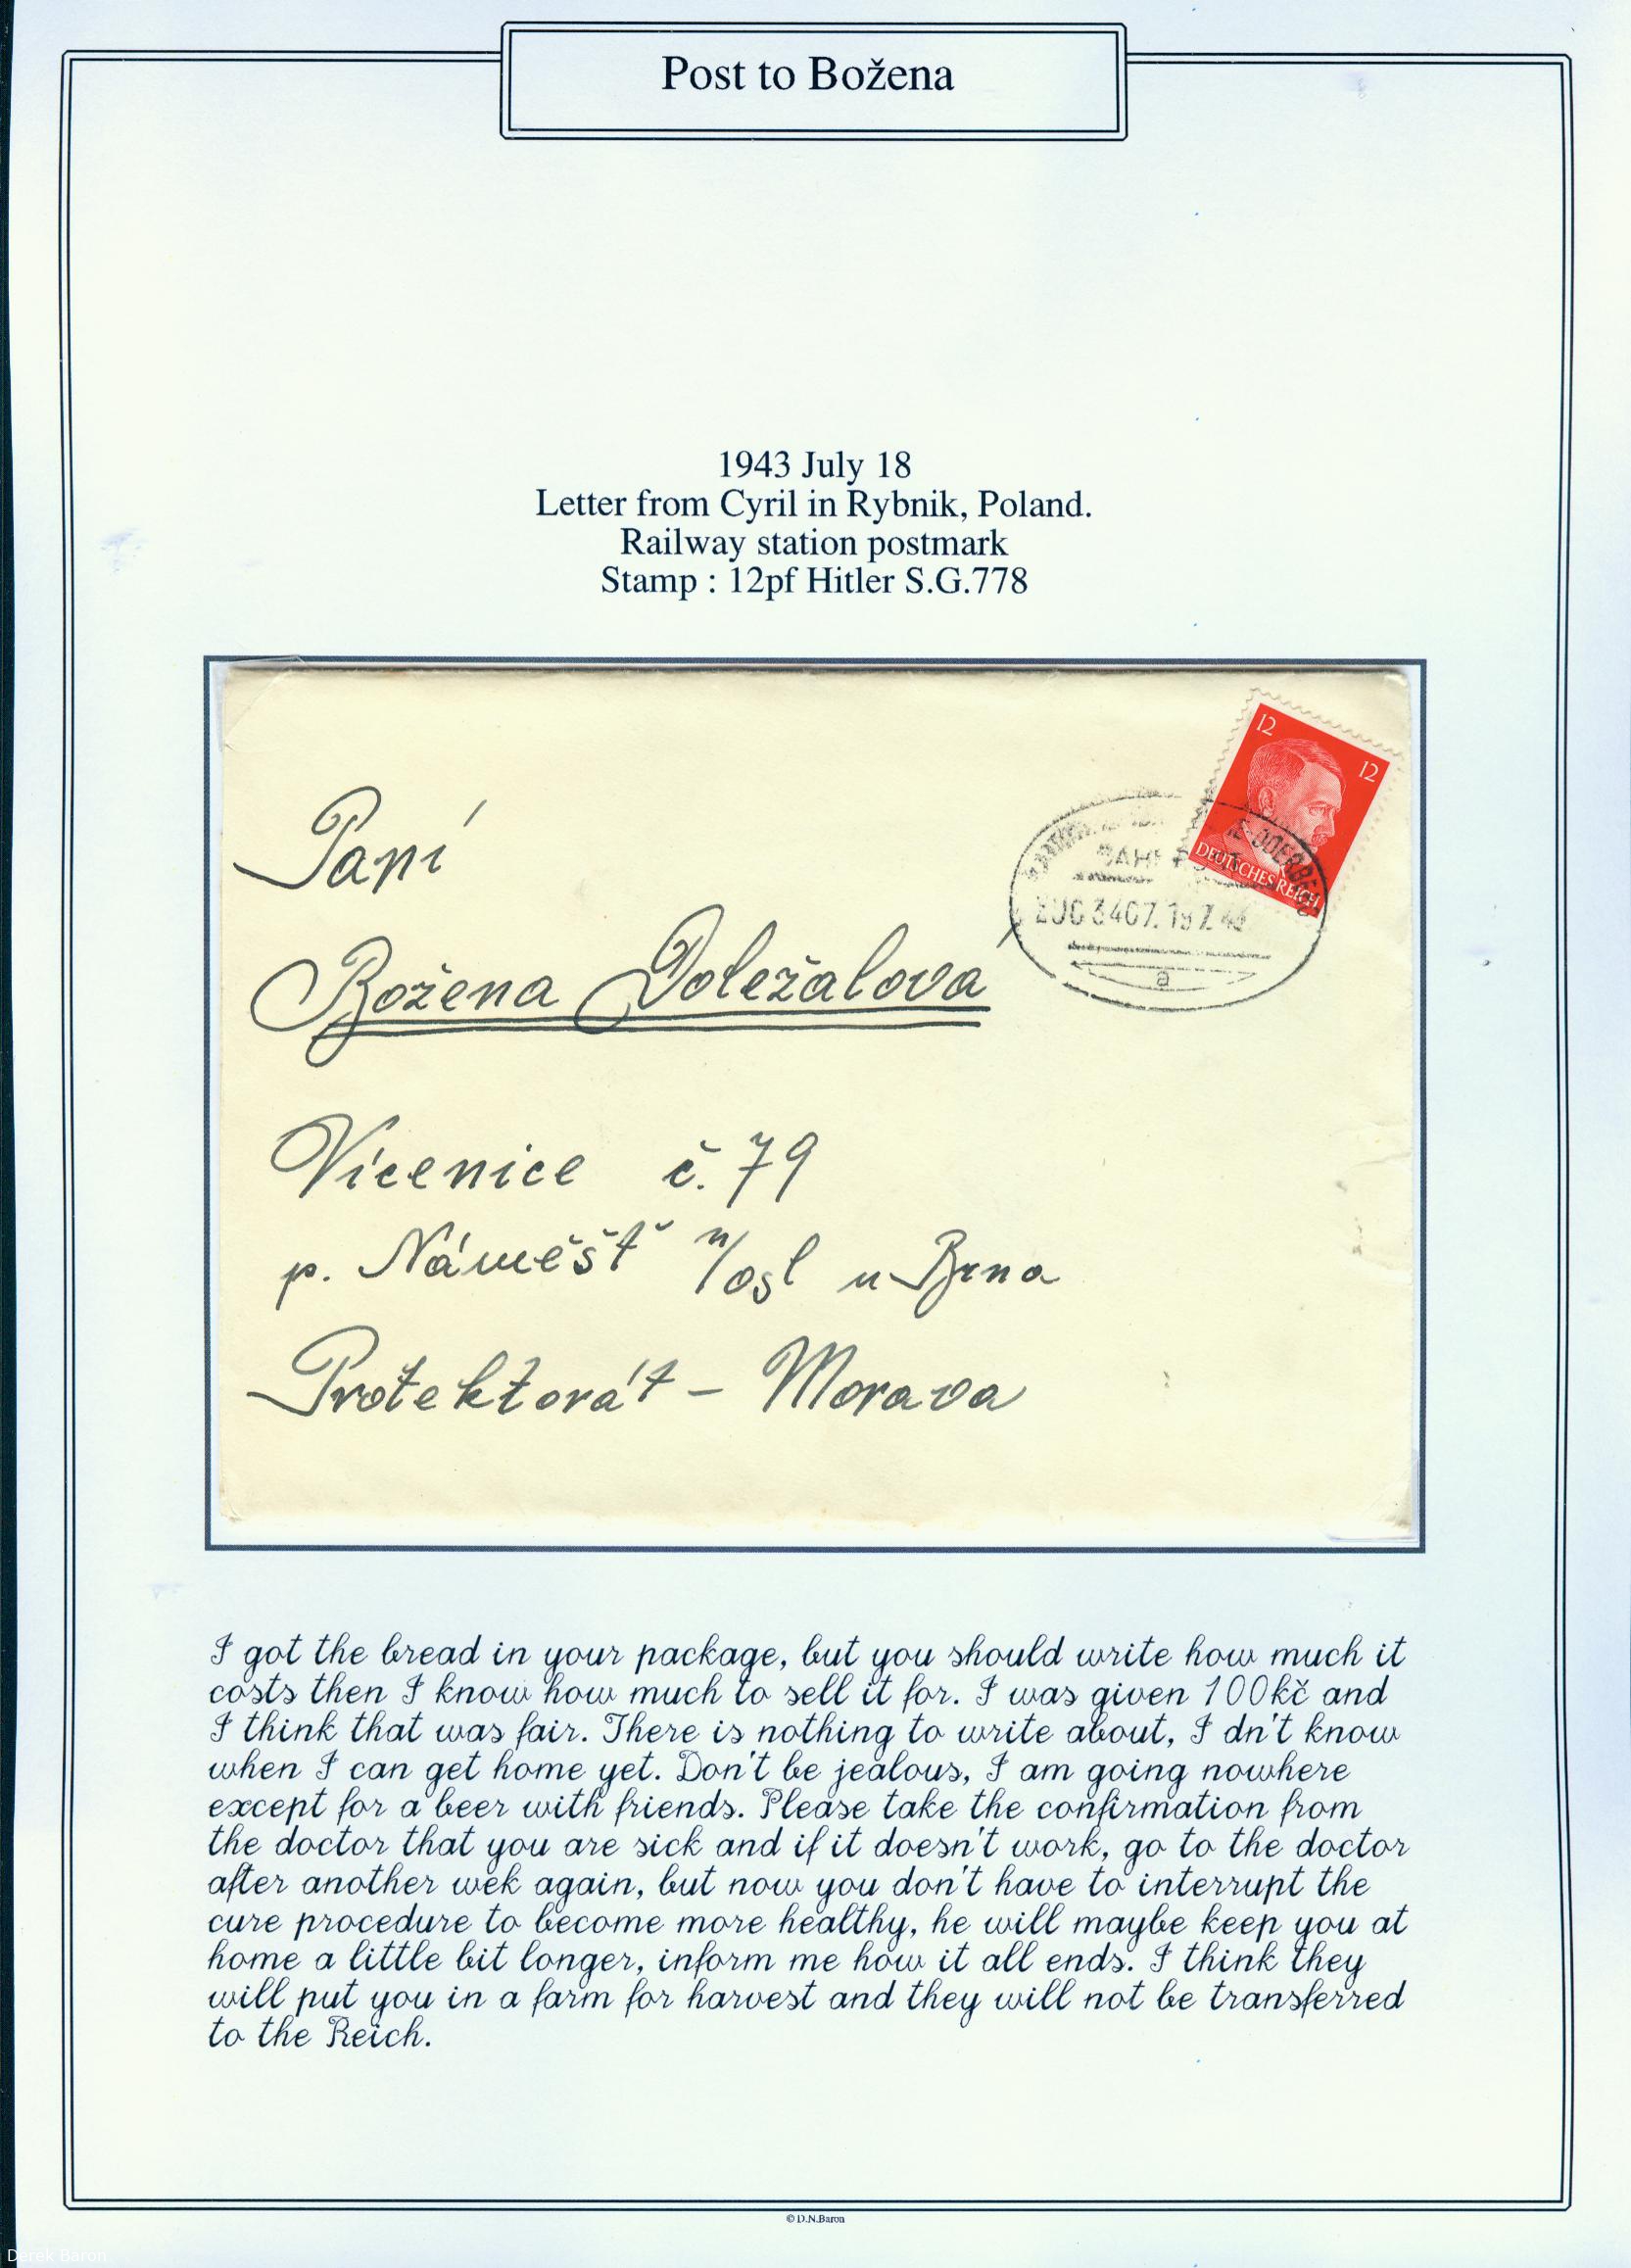 Post to Božena
1943 July 18
Letter from Cyril in Rybnik, Poland.
Railway station postmark
Stamp : 12pf Hitler S.G.778
12
12
DEUTSCHES REICH
ZUG 3407.
a
Paní
Božena Doležalová
Vícenice č. 79
p. Náměšť n/osl u Brna
Protektorát - Morava
I got the bread in your package, but you should write how much it
costs then I know how much to sell it for. I was given 100kč and
I think that was fair. There is nothing to write about, I dn't know
when I can get home yet. Don't be jealous, I am going nowhere
except for a beer with friends. Please take the confirmation from
the doctor that you are sick and if it doesn't work, go to the doctor
after another wek again, but now you don't have to interrupt the
cure procedure to become more healthy, he will maybe keep you at
home a little bit longer, inform me how it all ends. I think they
will put you in a farm for harvest and they will not be transferred
to the Reich.
© D.N.Baron
Derek Baron